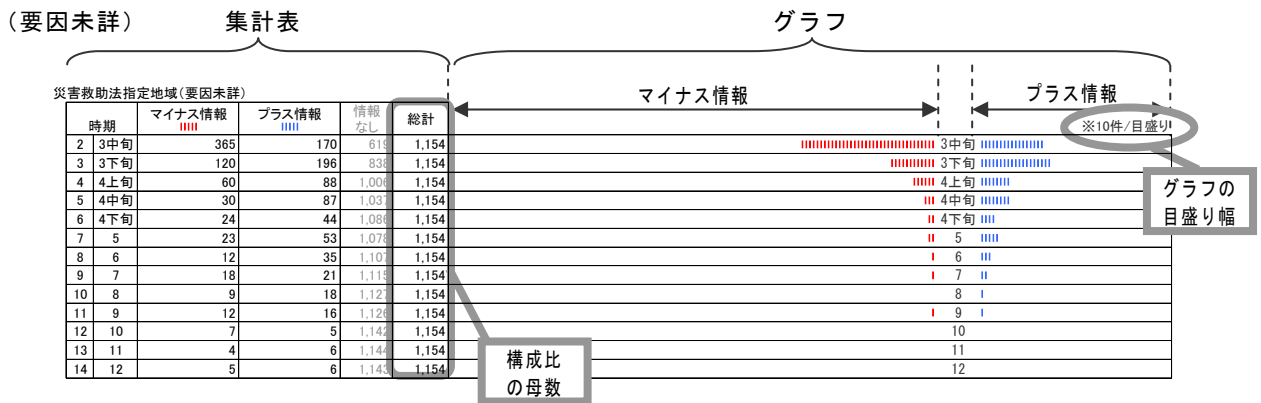 (要因未詳) 集計表 グラフ
災害救助法指定地域(要因未詳)
時期 マイナス情報 プラス情報 情報なし 総計 マイナス情報 プラス情報
※10件/目盛り
2 3中旬 365 170 619 1,154 3中旬
3 3下旬 120 196 838 1,154 3下旬
4 4上旬 60 88 1,006 1,154 4上旬
5 4中旬 30 87 1,037 1,154 4中旬
6 4下旬 24 44 1,086 1,154 4下旬
7 5 23 53 1,078 1,154 5
8 6 12 35 1,107 1,154 6
9 7 18 21 1,115 1,154 7
10 8 9 18 1,127 1,154 8
11 9 12 16 1,126 1,154 9
12 10 7 5 1,142 1,154 10
13 11 4 6 1,144 1,154 11
14 12 5 6 1,143 1,154 12
グラフの
目盛り幅
構成比
の母数